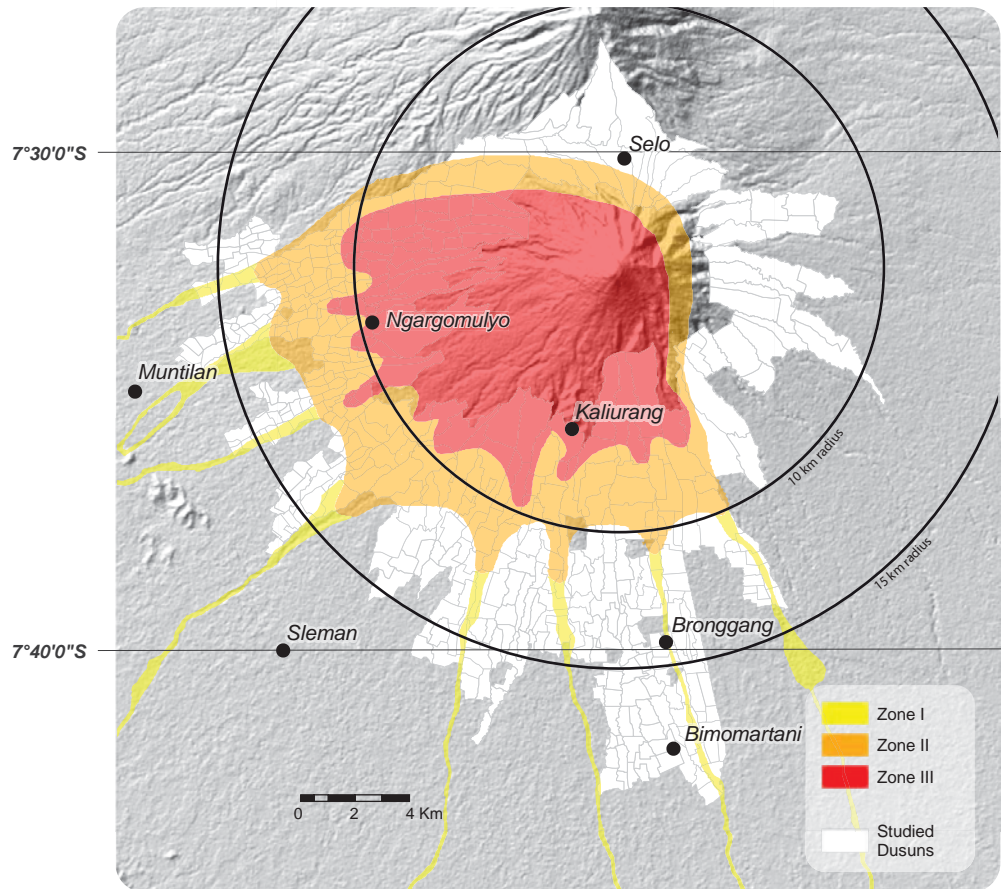 Selo
7°30'0"S
Ngargomulyo
Muntilan
Kaliurang
10 km radius
15 km radius
Bronggang
Sleman
7°40'0"S
Bimomartani
Zone I
Zone II
Zone III
Studied
Dusuns
0 2 4 Km